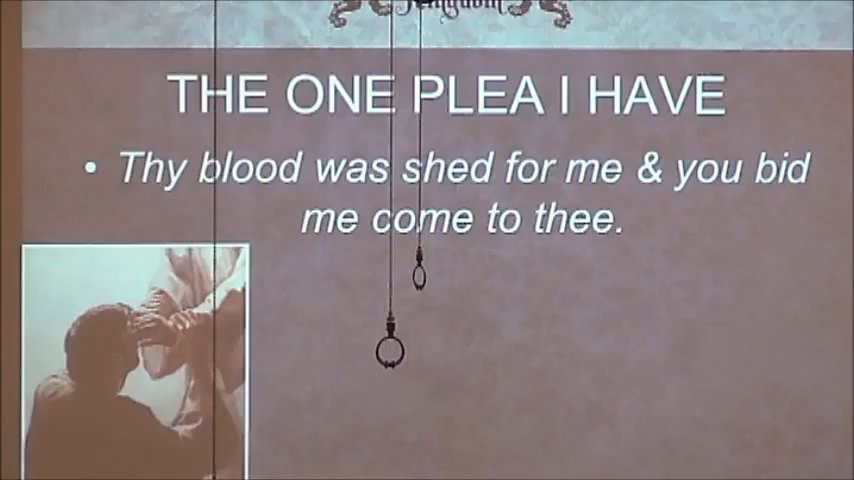 THE ONE PLEA I HAVE
• Thy blood was shed for me & you bid
me come to thee.